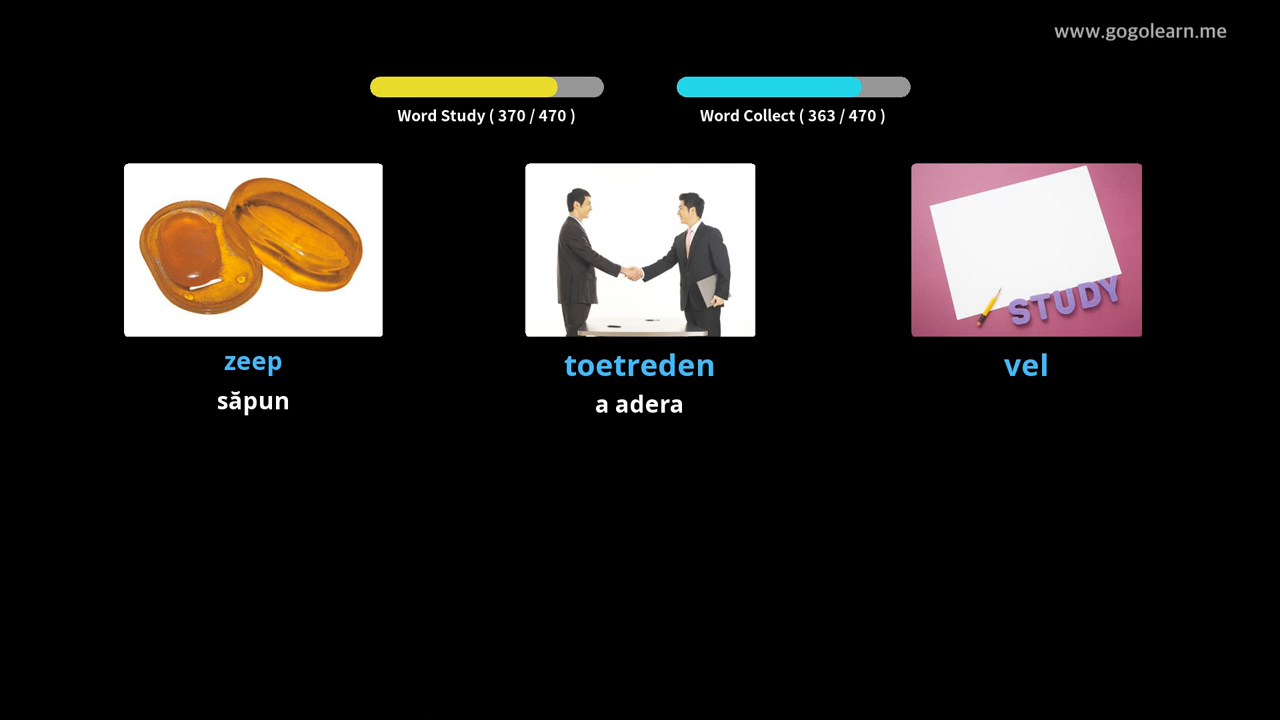 www.gogolearn.me
Word Study ( 370 / 470 )
Word Collect ( 363 / 470 )
STUDY
zeep
săpun
toetreden
a adera
vel